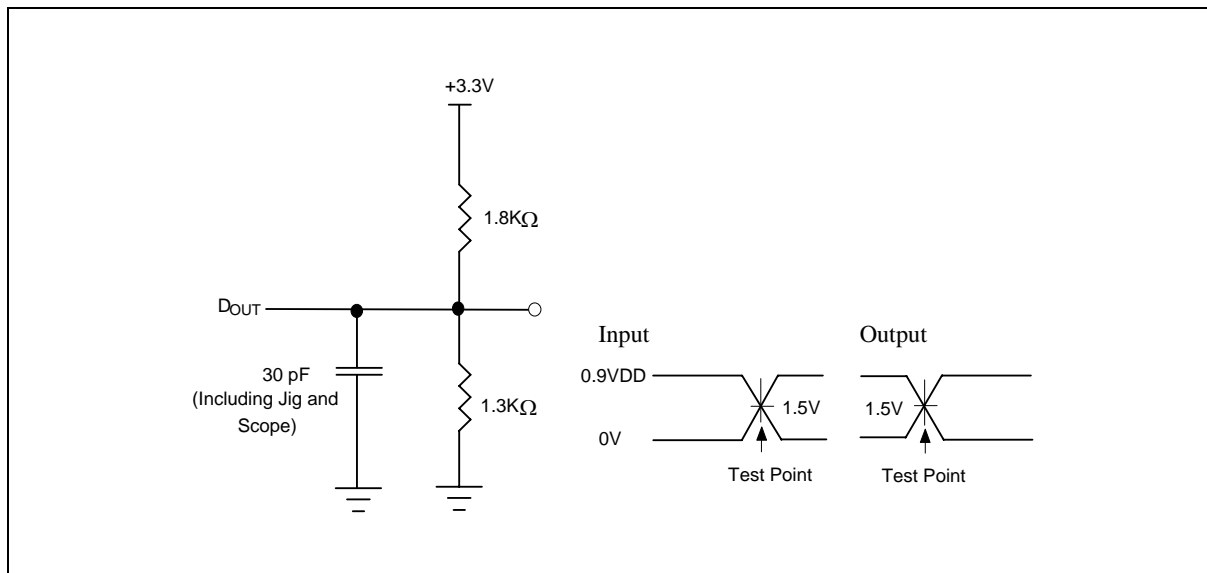 +3.3V
1.8KΩ
DOUT
30 pF
(Including Jig and
Scope)
1.3KΩ
Input
Output
0.9VDD
1.5V
1.5V
0V
Test Point
Test Point